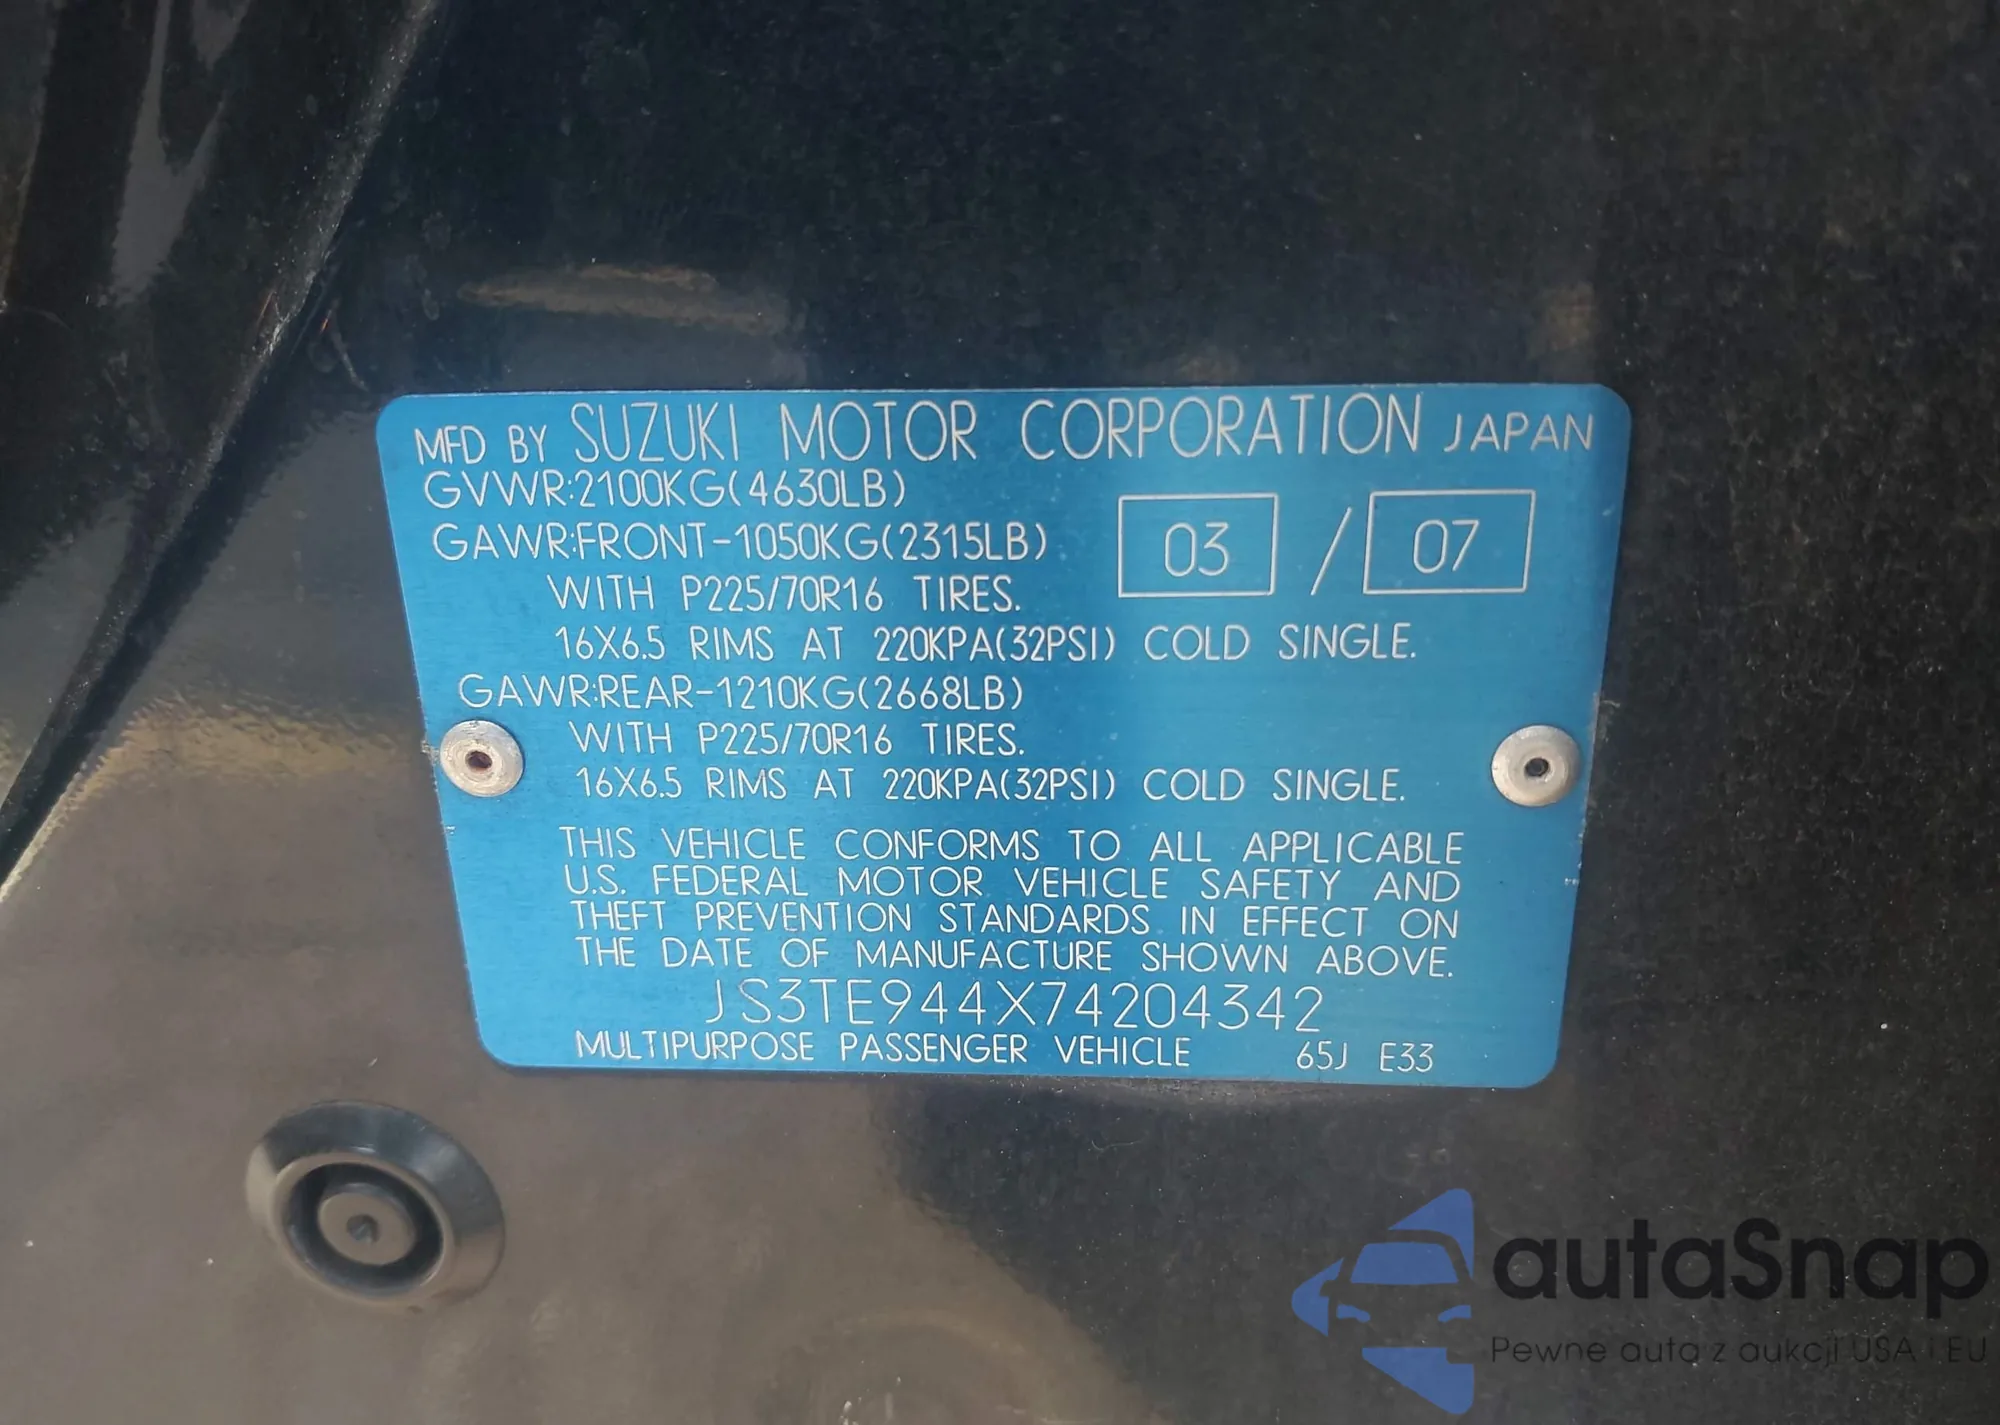 MFD BY SUZUKI MOTOR CORPORATION JAPAN
GVWR:2100KG(4630LB)
GAWR:FRONT-1050KG(2315LB)
03 / 07
WITH P225/70R16 TIRES.
16X6.5 RIMS AT 220KPA(32PSI) COLD SINGLE.
GAWR:REAR-1210KG(2668LB)
WITH P225/70R16 TIRES.
16X6.5 RIMS AT 220KPA(32PSI) COLD SINGLE.
THIS VEHICLE CONFORMS TO ALL APPLICABLE
U.S. FEDERAL MOTOR VEHICLE SAFETY AND
THEFT PREVENTION STANDARDS IN EFFECT ON
THE DATE OF MANUFACTURE SHOWN ABOVE.
JS3TE944X74204342
MULTIPURPOSE PASSENGER VEHICLE 65J E33
autaSnap
Pewne auta z aukcji USA i EU